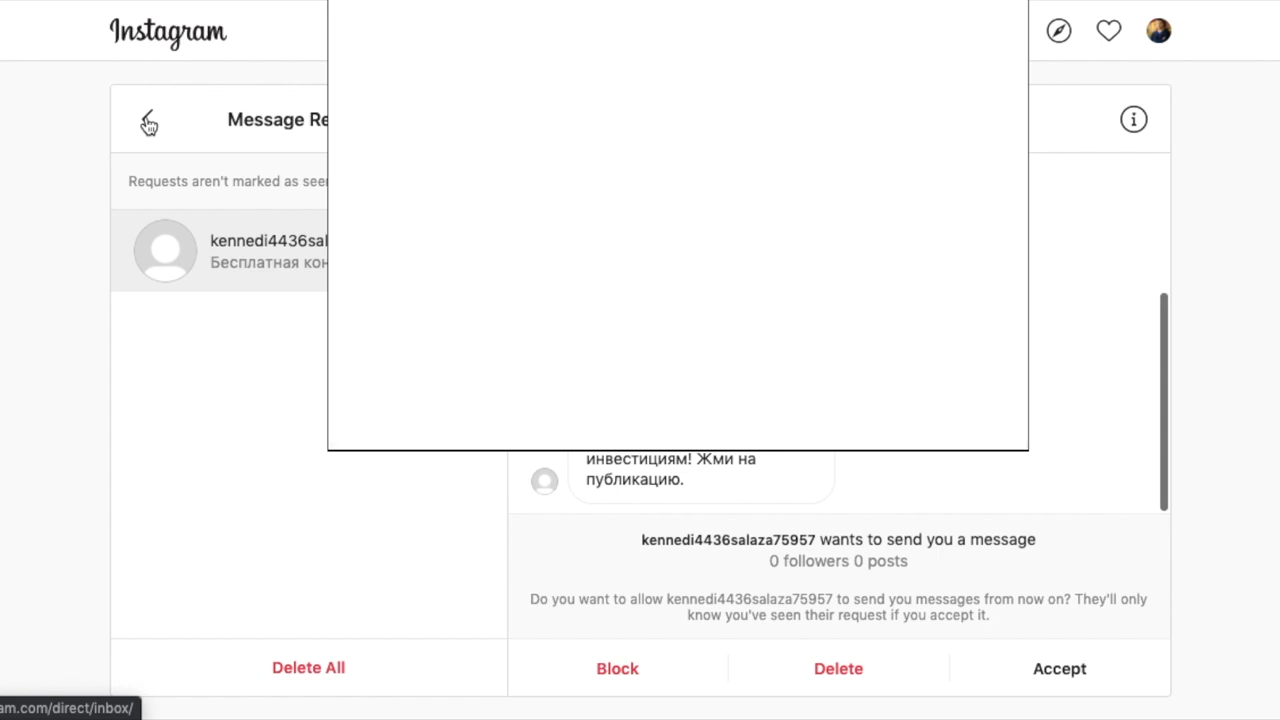 Instagram
Message Re
Requests aren't marked as seen
kennedi4436sal
Бесплатная кон
инвестициям! Жми на
публикацию.
kennedi4436salaza75957 wants to send you a message
0 followers 0 posts
Do you want to allow kennedi4436salaza75957 to send you messages from now on? They'll only
know you've seen their request if you accept it.
Delete All
Block
Delete
Accept
am.com/direct/inbox/